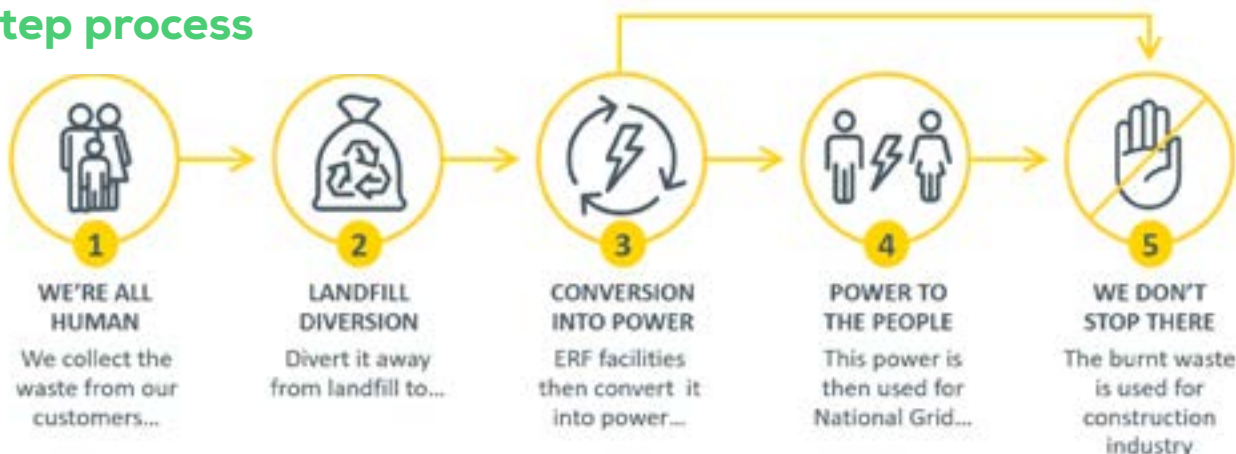 tep process
1
WE'RE ALL
HUMAN
We collect the
waste from our
customers...
2
LANDFILL
DIVERSION
Divert it away
from landfill to...
3
CONVERSION
INTO POWER
ERF facilities
then convert it
into power...
4
POWER TO
THE PEOPLE
This power is
then used for
National Grid...
5
WE DON'T
STOP THERE
The burnt waste
is used for
construction
industry